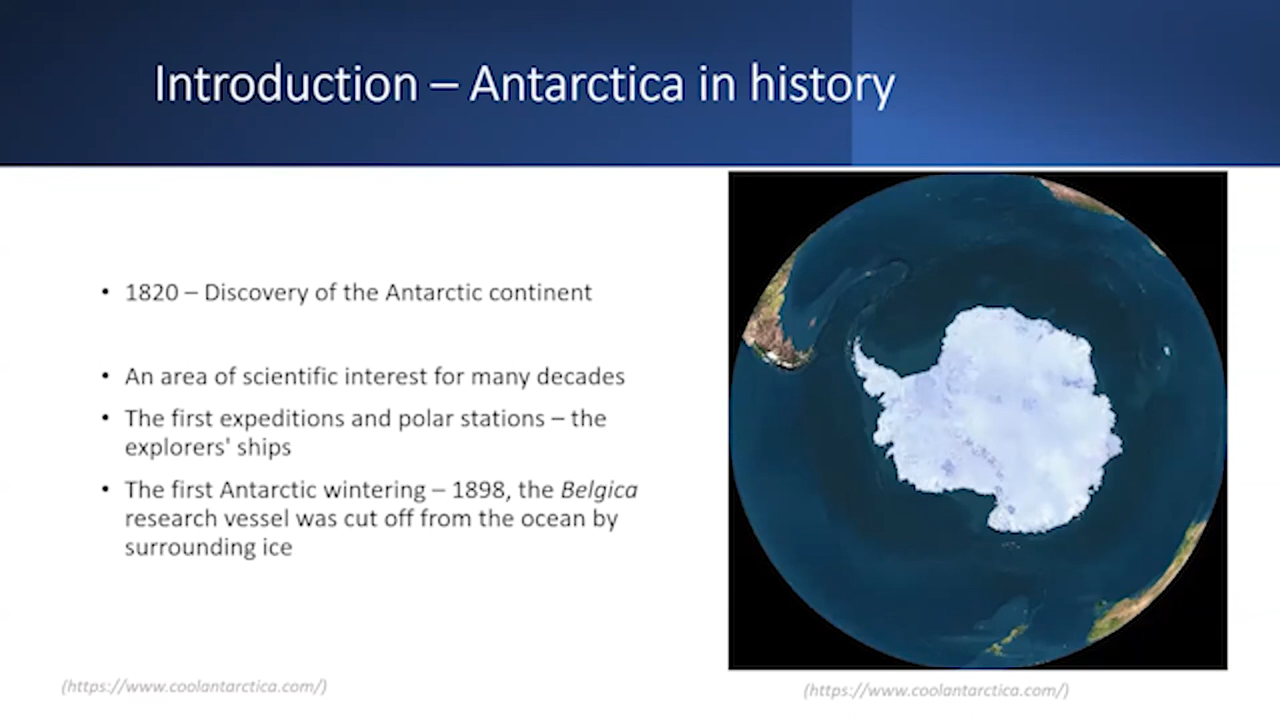 Introduction – Antarctica in history
• 1820 – Discovery of the Antarctic continent
• An area of scientific interest for many decades
• The first expeditions and polar stations – the
explorers' ships
• The first Antarctic wintering – 1898, the Belgica
research vessel was cut off from the ocean by
surrounding ice
(https://www.coolantarctica.com/)
(https://www.coolantarctica.com/)